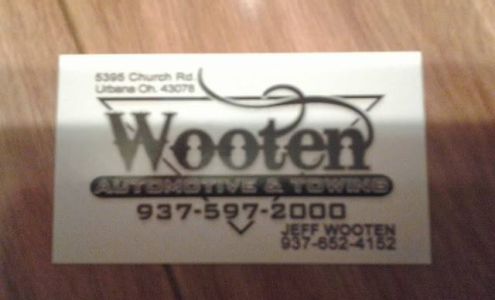 5395 Church Rd.
Urbana Oh. 43078
Wooten
AUTOMOTIVE & TOWING
937-597-2000
JEFF WOOTEN
937-652-4152